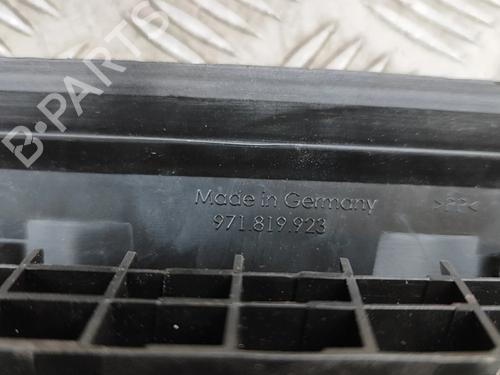 B-PARTS
Made in Germany
>PP<
971.819.923